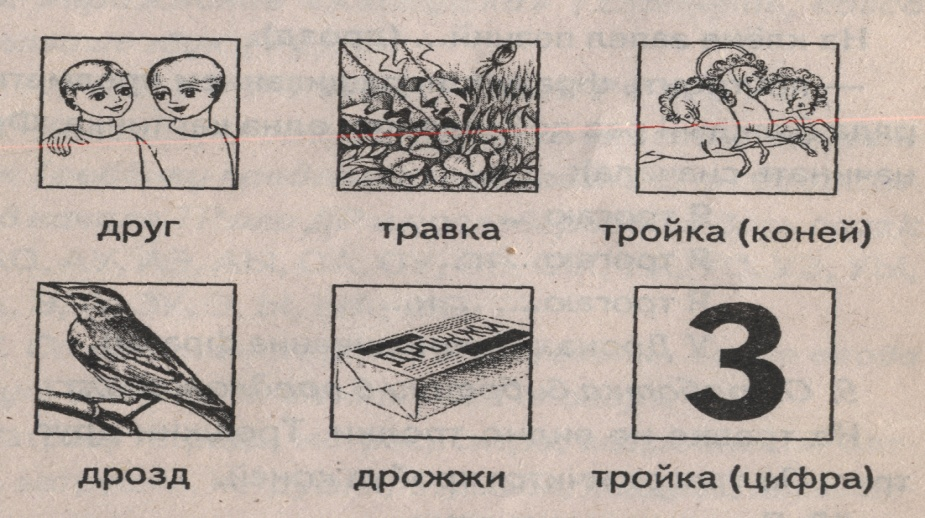 друг
травка
тройка (коней)
ДРОЖЖИ
3
дрозд
дрожжи
тройка (цифра)